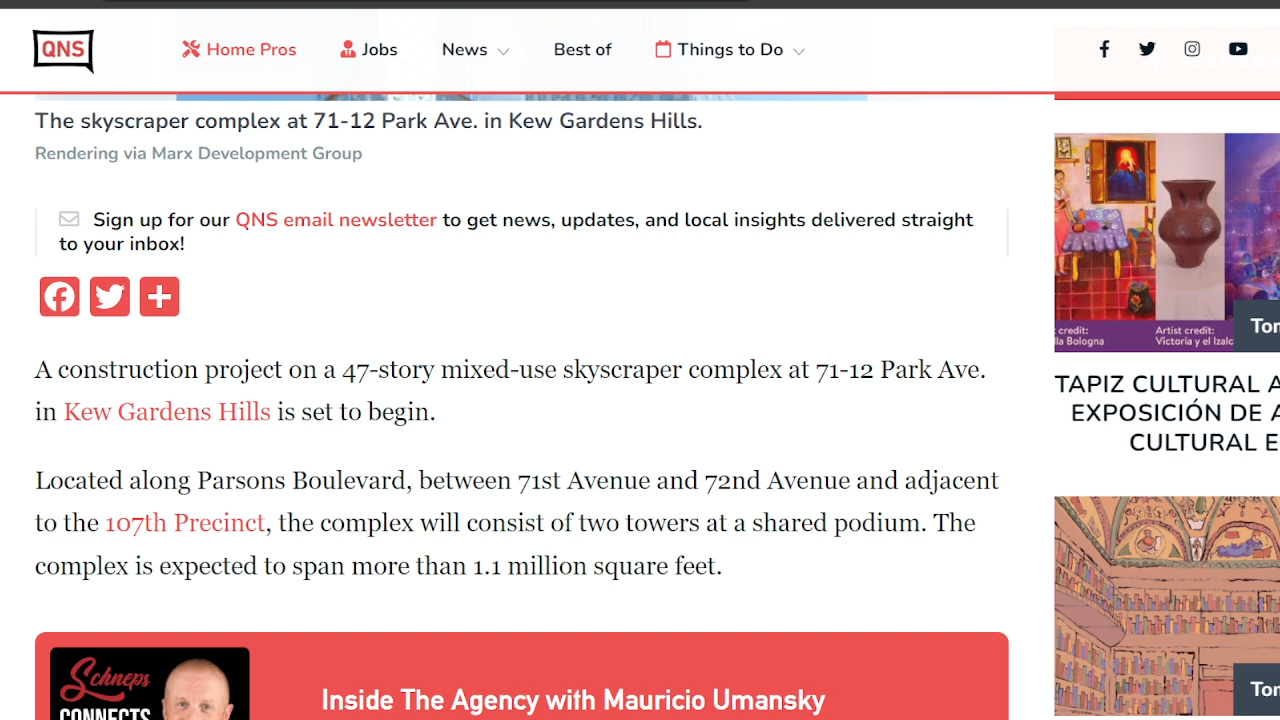 QNS
Home Pros
Jobs
News
Best of
Things to Do
The skyscraper complex at 71-12 Park Ave. in Kew Gardens Hills.
Rendering via Marx Development Group
Sign up for our QNS email newsletter to get news, updates, and local insights delivered straight
to your inbox!
A construction project on a 47-story mixed-use skyscraper complex at 71-12 Park Ave.
in Kew Gardens Hills is set to begin.
Located along Parsons Boulevard, between 71st Avenue and 72nd Avenue and adjacent
to the 107th Precinct, the complex will consist of two towers at a shared podium. The
complex is expected to span more than 1.1 million square feet.
Schneps
CONNECTS
Inside The Agency with Mauricio Umansky
credit:
Bologna
Artist credit:
Victoria y el Izalc
TAPIZ CULTURAL A
EXPOSICIÓN DE A
CULTURAL E